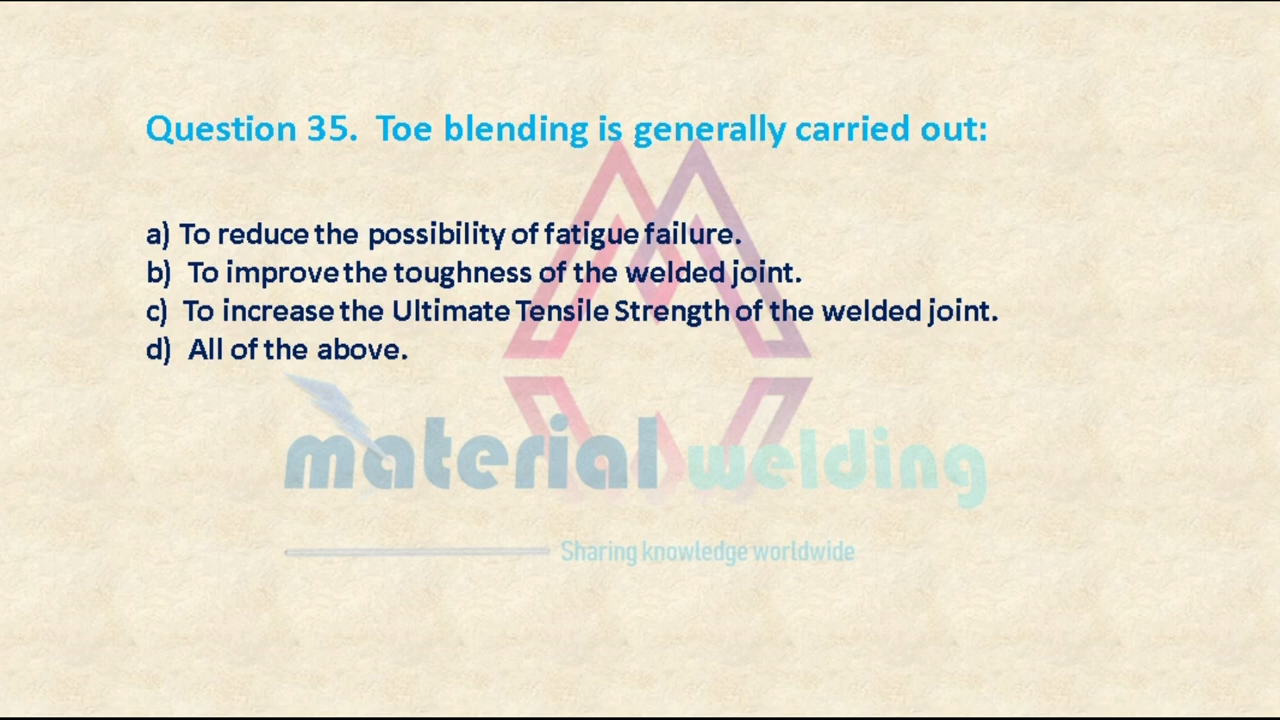 Question 35. Toe blending is generally carried out:
a) To reduce the possibility of fatigue failure.
b) To improve the toughness of the welded joint.
c) To increase the Ultimate Tensile Strength of the welded joint.
d) All of the above.
material welding
Sharing knowledge worldwide